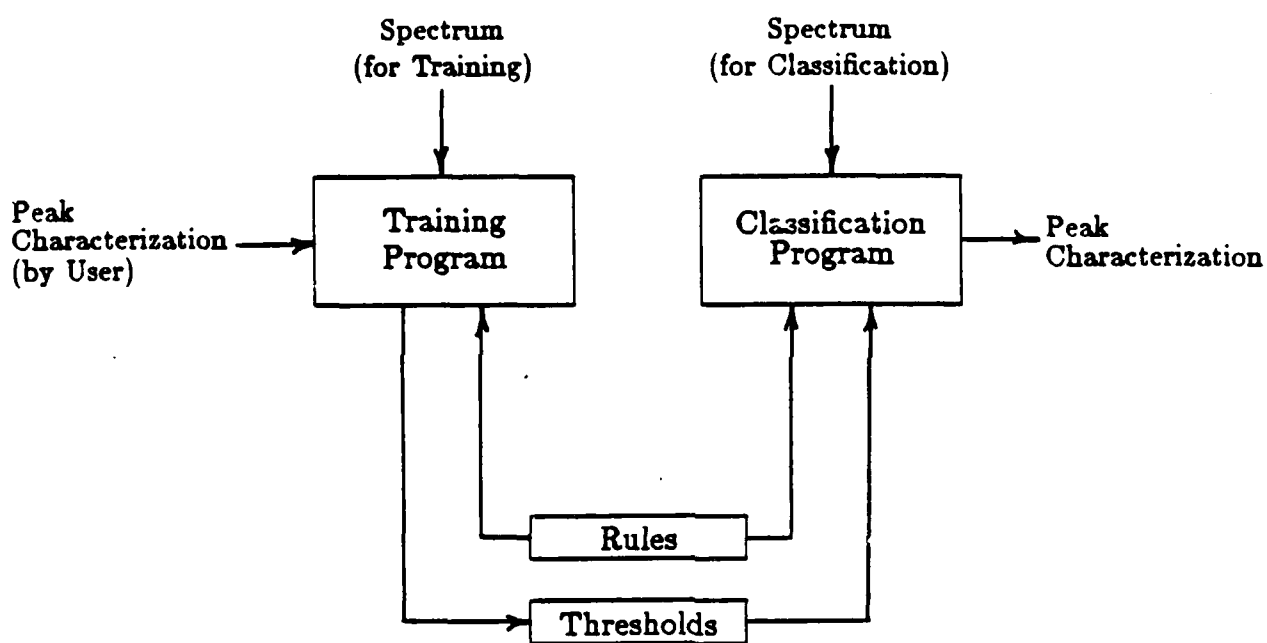 Spectrum
(for Training)
Spectrum
(for Classification)
Peak
Characterization
(by User)
Training
Program
Classification
Program
Peak
Characterization
Rules
Thresholds